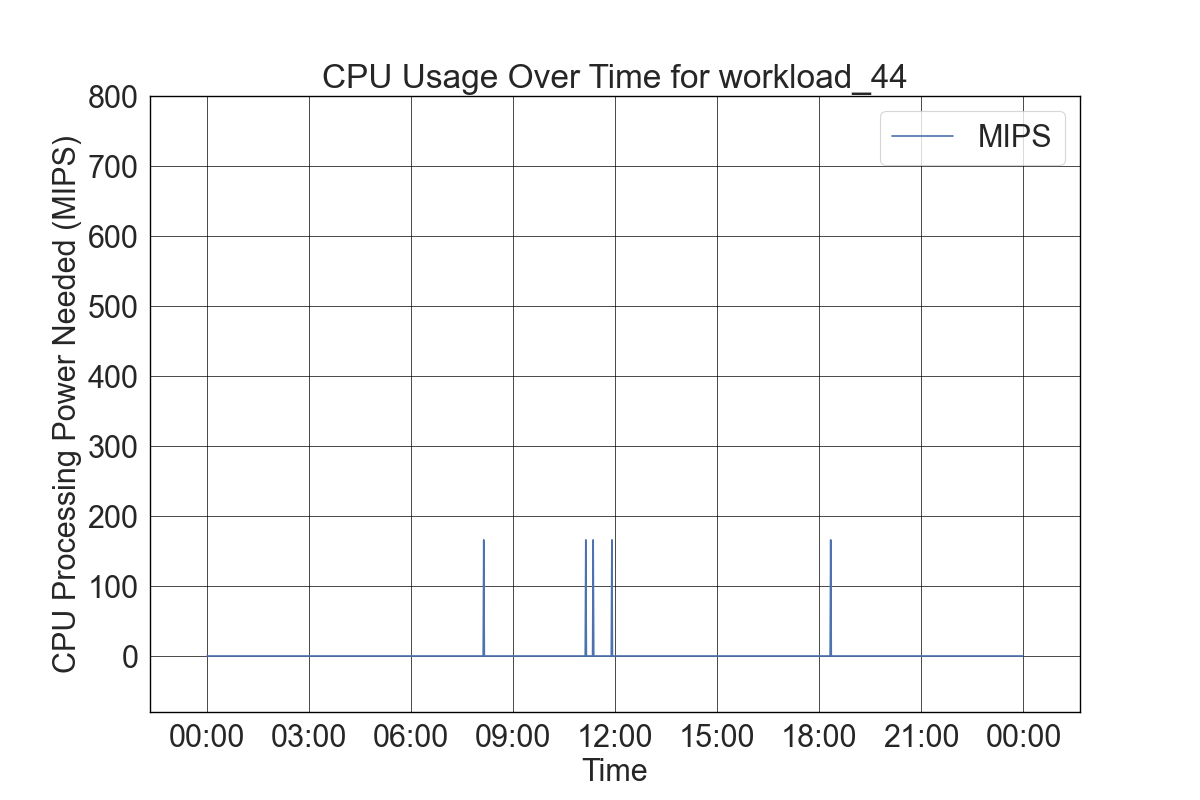 CPU Usage Over Time for workload_44
MIPS
CPU Processing Power Needed (MIPS)
800
700
600
500
400
300
200
100
0
00:00 03:00 06:00 09:00 12:00 15:00 18:00 21:00 00:00
Time